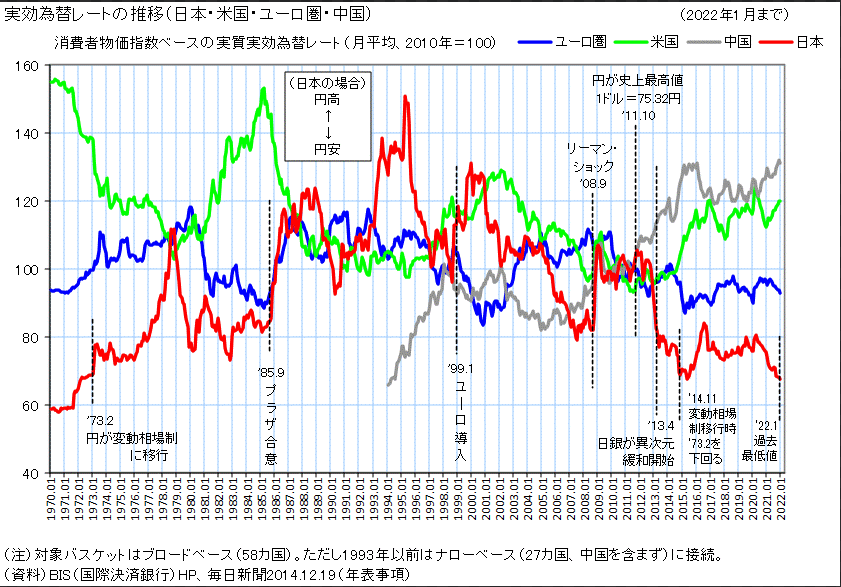 実効為替レートの推移（日本・米国・ユーロ圏・中国）
（2022年1月まで）
消費者物価指数ベースの実質実効為替レート（月平均、2010年＝100）
ユーロ圏
米国
中国
日本
160
140
120
100
80
60
40
（日本の場合）
円高
↑
↓
円安
円が史上最高値
1ドル＝75.32円
'11.10
リーマン・
ショック
'08.9
'73.2
円が変動相場制
に移行
'85.9
プラザ合意
'99.1
ユーロ導入
'13.4
日銀が異次元
緩和開始
'14.11
変動相場
制移行時
'73.2を
下回る
'22.1
過去
最低値
1970.01
1971.01
1972.01
1973.01
1974.01
1975.01
1976.01
1977.01
1978.01
1979.01
1980.01
1981.01
1982.01
1983.01
1984.01
1985.01
1986.01
1987.01
1988.01
1989.01
1990.01
1991.01
1992.01
1993.01
1994.01
1995.01
1996.01
1997.01
1998.01
1999.01
2000.01
2001.01
2002.01
2003.01
2004.01
2005.01
2006.01
2007.01
2008.01
2009.01
2010.01
2011.01
2012.01
2013.01
2014.01
2015.01
2016.01
2017.01
2018.01
2019.01
2020.01
2021.01
2022.01
（注）対象バスケットはブロードベース（58カ国）。ただし1993年以前はナローベース（27カ国、中国を含まず）に接続。
（資料）BIS（国際決済銀行）HP、毎日新聞2014.12.19（年表事項）